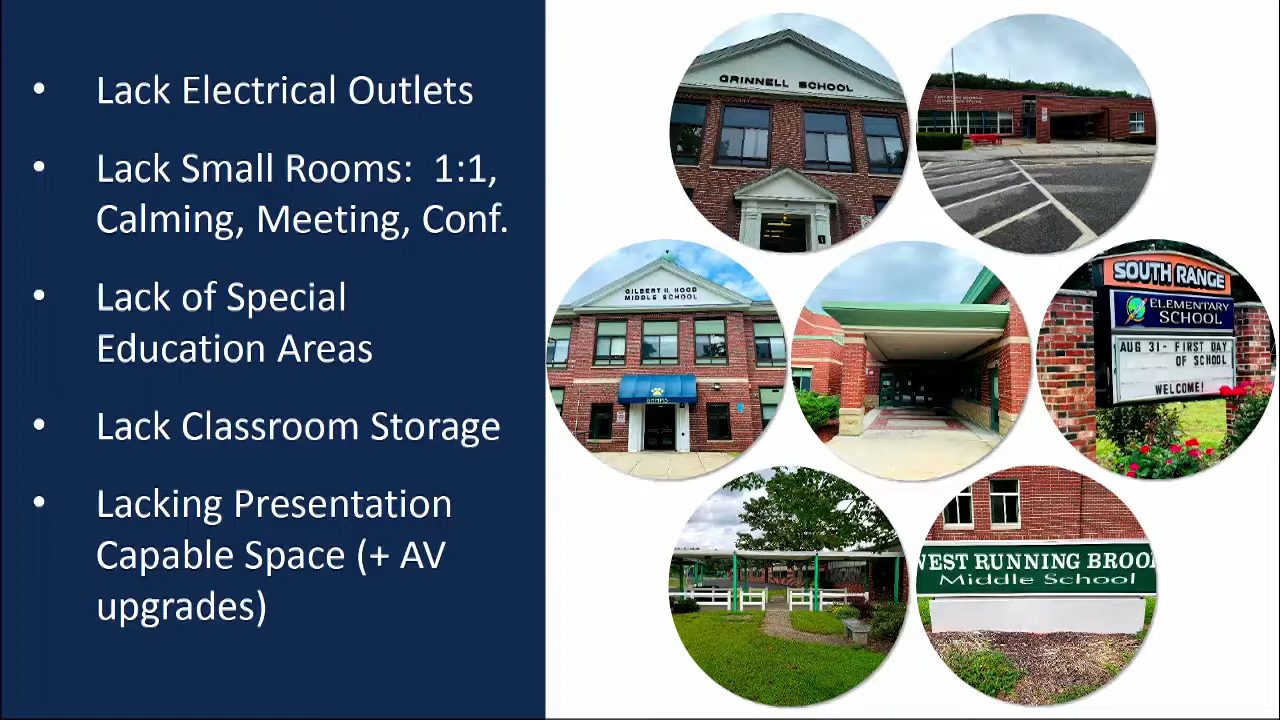 • Lack Electrical Outlets
• Lack Small Rooms:  1:1,
Calming, Meeting, Conf.
• Lack of Special
Education Areas
• Lack Classroom Storage
• Lacking Presentation
Capable Space (+ AV
upgrades)
GRINNELL SCHOOL
GILBERT H. HOOD
MIDDLE SCHOOL
SOUTH RANGE
ELEMENTARY
SCHOOL
AUG 31- FIRST DAY
OF SCHOOL
WELCOME!
WEST RUNNING BROOK
Middle School